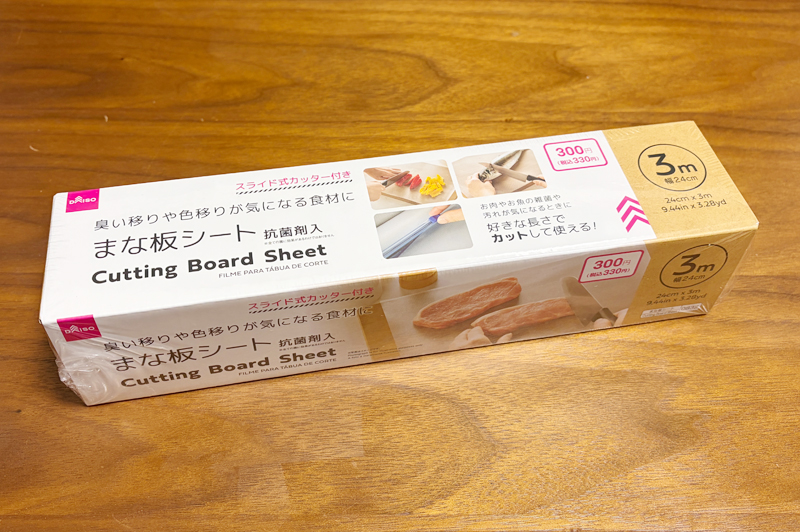 DAISO
スライド式カッター付き
臭い移りや色移りが気になる食材に
まな板シート 抗菌剤入
Cutting Board Sheet
FILME PARA TÁBUA DE CORTE
300円
(税込330円)
お肉やお魚の雑菌や
汚れが気になるときに
好きな長さで
カットして使える!
3m
幅24cm
24cm x 3m
9.44in x 3.28yd
DAISO
スライド式カッター付き
臭い移りや色移りが気になる食材に
まな板シート 抗菌剤入
Cutting Board Sheet
FILME PARA TÁBUA DE CORTE
300円
(税込330円)
3m
幅24cm
24cm x 3m
9.44in x 3.28yd